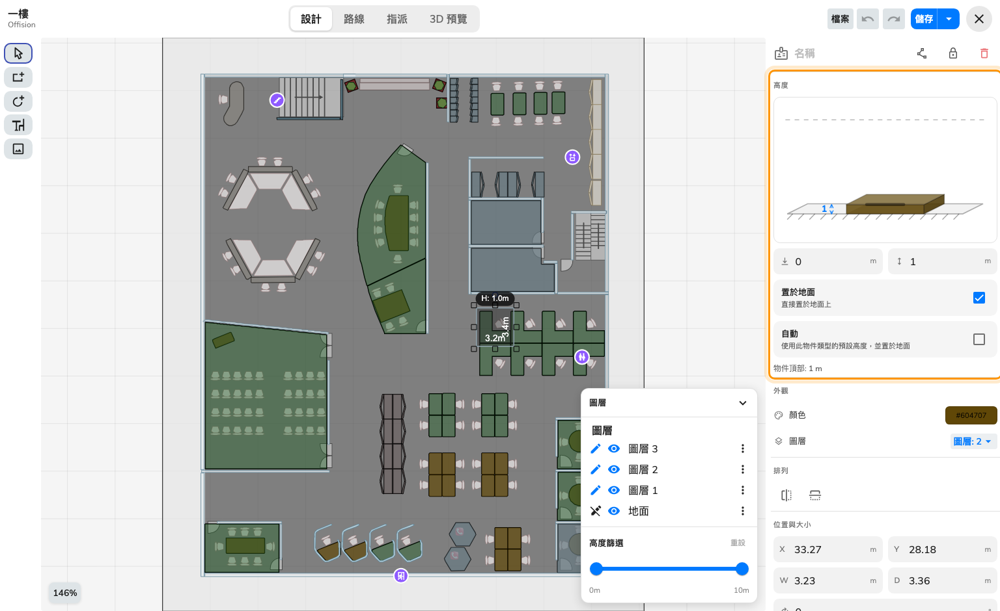 一樓
Offision
設計
路線
指派
3D 預覽
檔案
儲存
名稱
高度
1
0 m
1 m
置於地面
直接置於地面上
自動
使用此物件類型的預設高度，並置於地面
物件頂部: 1 m
外觀
顏色
#604707
圖層
圖層: 2
排列
位置與大小
X 33.27 m
Y 28.18 m
W 3.23 m
D 3.36 m
H: 1.0m
3.4m
3.2m
圖層
圖層
圖層 3
圖層 2
圖層 1
地面
高度篩選
重設
0m
10m
146%